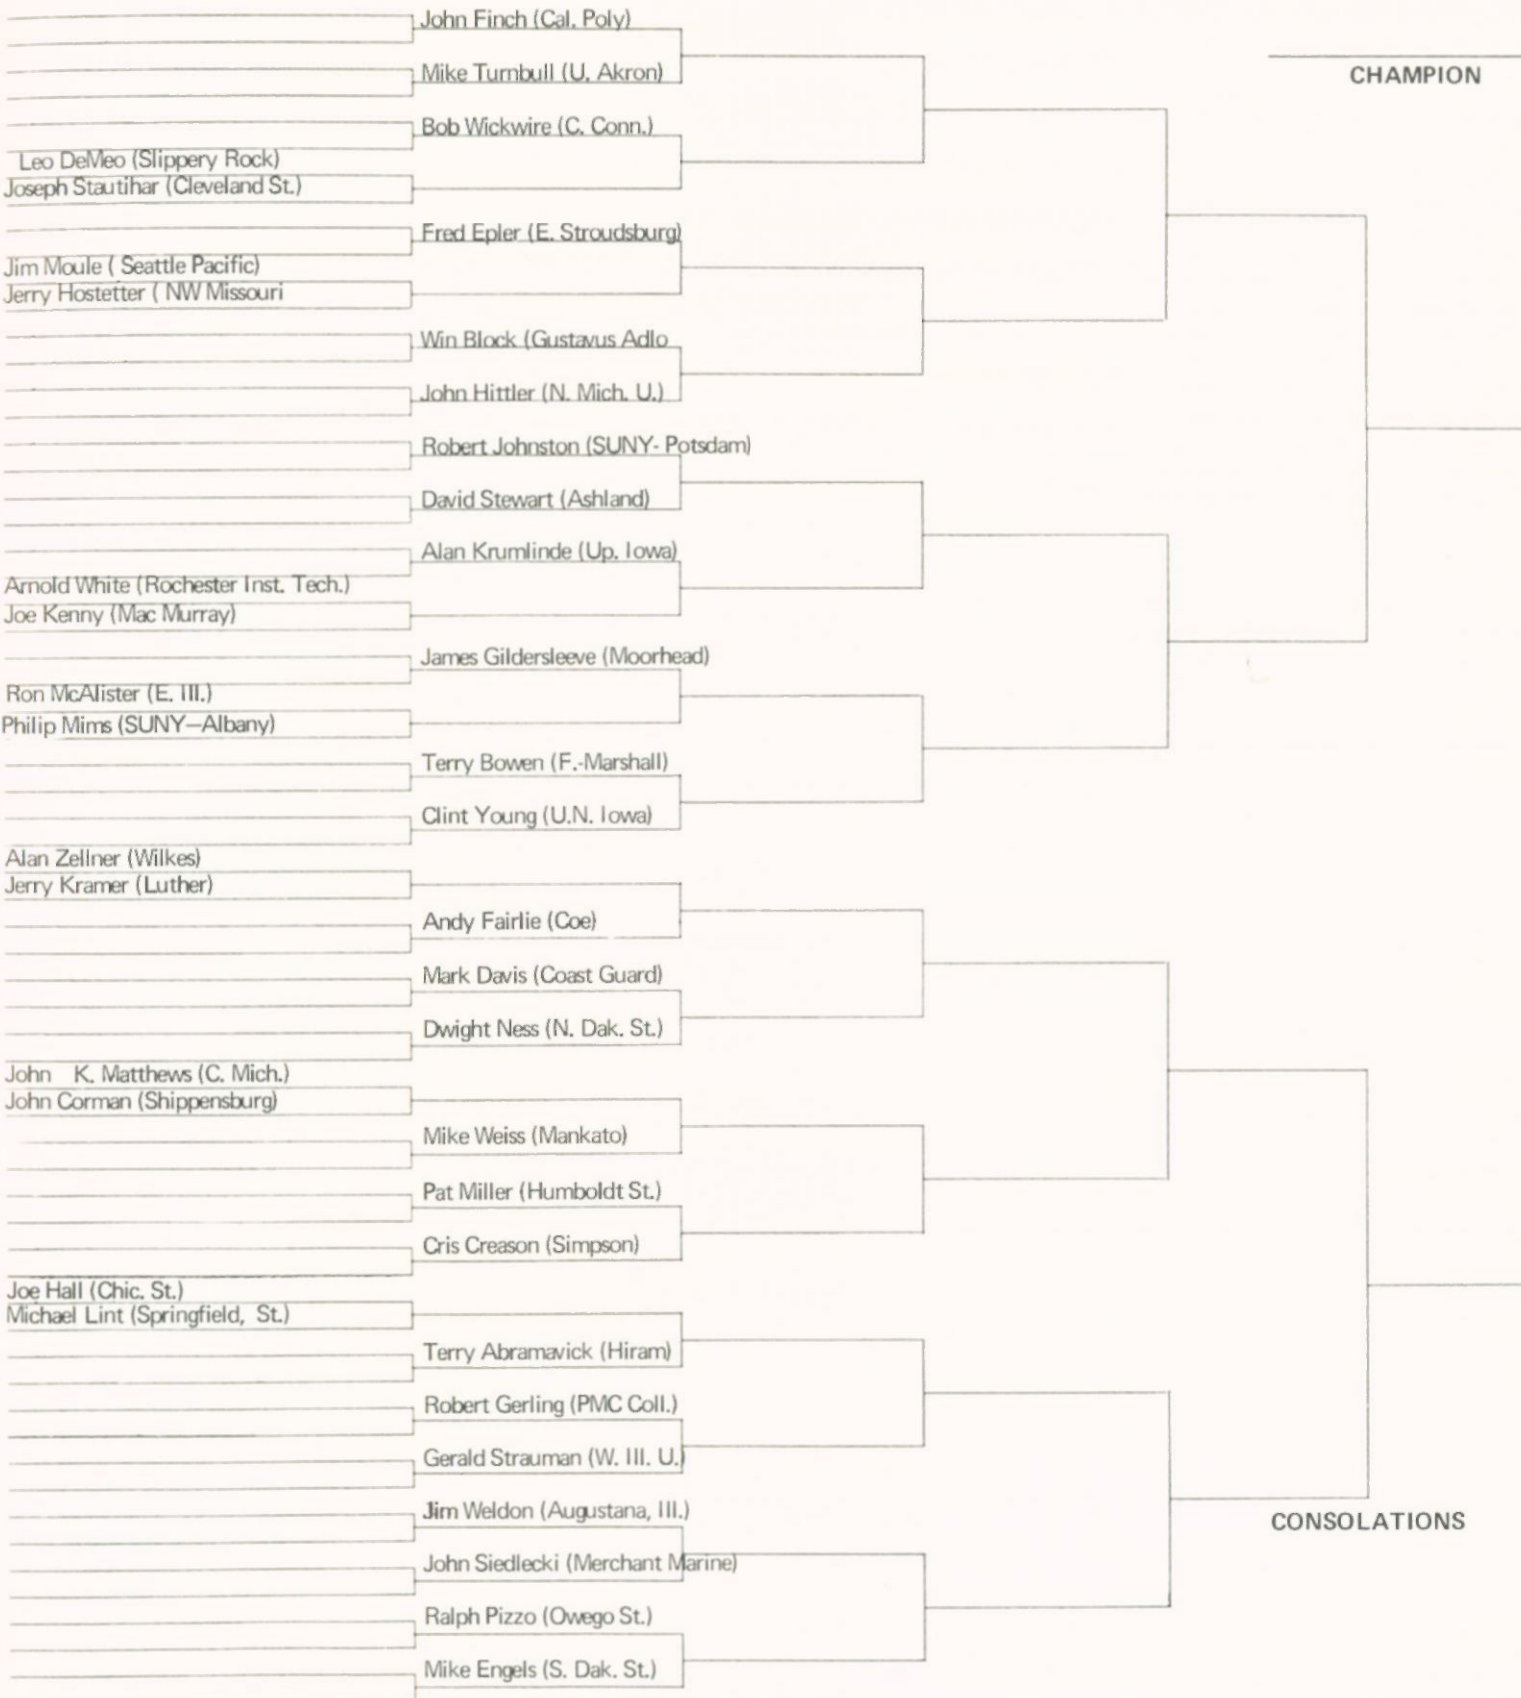 John Finch (Cal. Poly)
CHAMPION
Mike Turnbull (U. Akron)
Bob Wickwire (C. Conn.)
Leo DeMeo (Slippery Rock)
Joseph Stautihar (Cleveland St.)
Fred Epler (E. Stroudsburg)
Jim Moule ( Seattle Pacific)
Jerry Hostetter ( NW Missouri
Win Block (Gustavus Adlo
John Hittler (N. Mich. U.)
Robert Johnston (SUNY- Potsdam)
David Stewart (Ashland)
Alan Krumlinde (Up. Iowa)
Arnold White (Rochester Inst. Tech.)
Joe Kenny (Mac Murray)
James Gildersleeve (Moorhead)
Ron McAlister (E. Ill.)
Philip Mims (SUNY—Albany)
Terry Bowen (F.-Marshall)
Clint Young (U.N. Iowa)
Alan Zellner (Wilkes)
Jerry Kramer (Luther)
Andy Fairlie (Coe)
Mark Davis (Coast Guard)
Dwight Ness (N. Dak. St.)
John K. Matthews (C. Mich.)
John Corman (Shippensburg)
Mike Weiss (Mankato)
Pat Miller (Humboldt St.)
Cris Creason (Simpson)
Joe Hall (Chic. St.)
Michael Lint (Springfield, St.)
Terry Abramavick (Hiram)
Robert Gerling (PMC Coll.)
Gerald Strauman (W. Ill. U.)
Jim Weldon (Augustana, Ill.)
CONSOLATIONS
John Siedlecki (Merchant Marine)
Ralph Pizzo (Owego St.)
Mike Engels (S. Dak. St.)